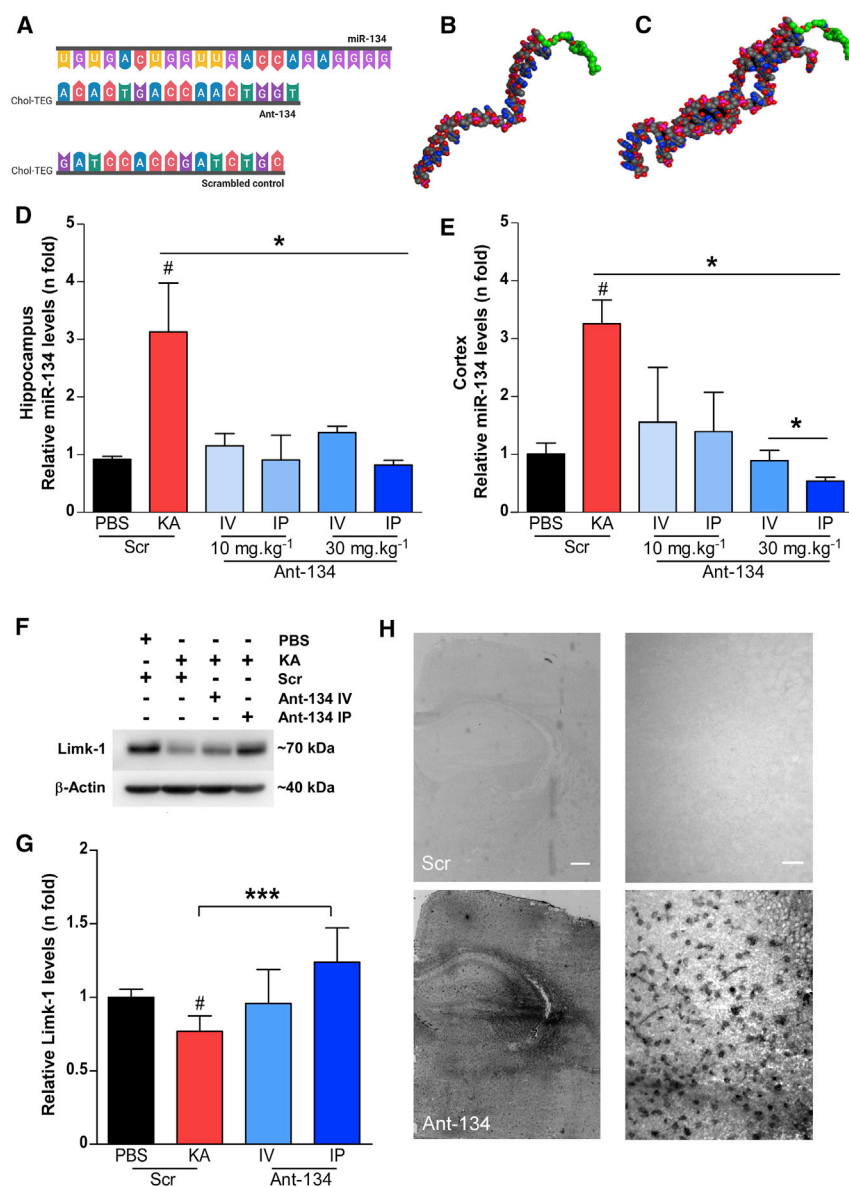 A
miR-134
U G U G A C U G G U U G A C C A G A G G G G
Chol-TEG A C A C T G A C C A A C T G G T
Ant-134
Chol-TEG G A T C C A C C G A T C T G C
Scrambled control
B
C
D
Hippocampus
Relative miR-134 levels (n fold)
5
4
3
2
1
0
#
*
PBS KA IV IP IV IP
Scr 10 mg.kg-1 30 mg.kg-1
Ant-134
E
Cortex
Relative miR-134 levels (n fold)
5
4
3
2
1
0
#
*
*
PBS KA IV IP IV IP
Scr 10 mg.kg-1 30 mg.kg-1
Ant-134
F
+ - - - PBS
- + + + KA
+ + - - Scr
- - + - Ant-134 IV
- - - + Ant-134 IP
Limk-1 ~70 kDa
β-Actin ~40 kDa
G
Relative Limk-1 levels (n fold)
2
1.5
1
0.5
0
#
***
PBS KA IV IP
Scr Ant-134
H
Scr
Ant-134